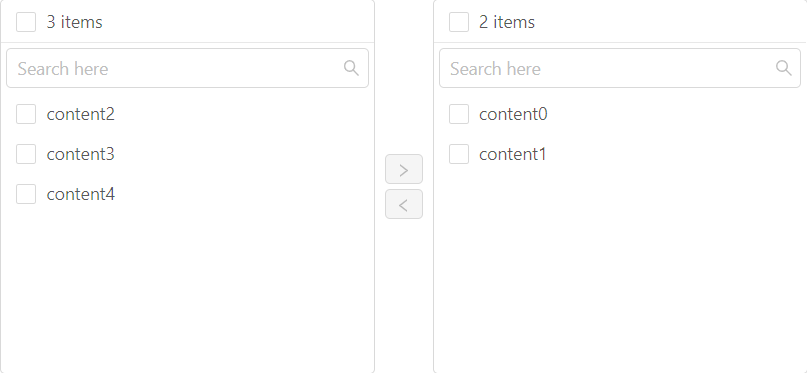 3 items
Search here
content2
content3
content4
>
<
2 items
Search here
content0
content1